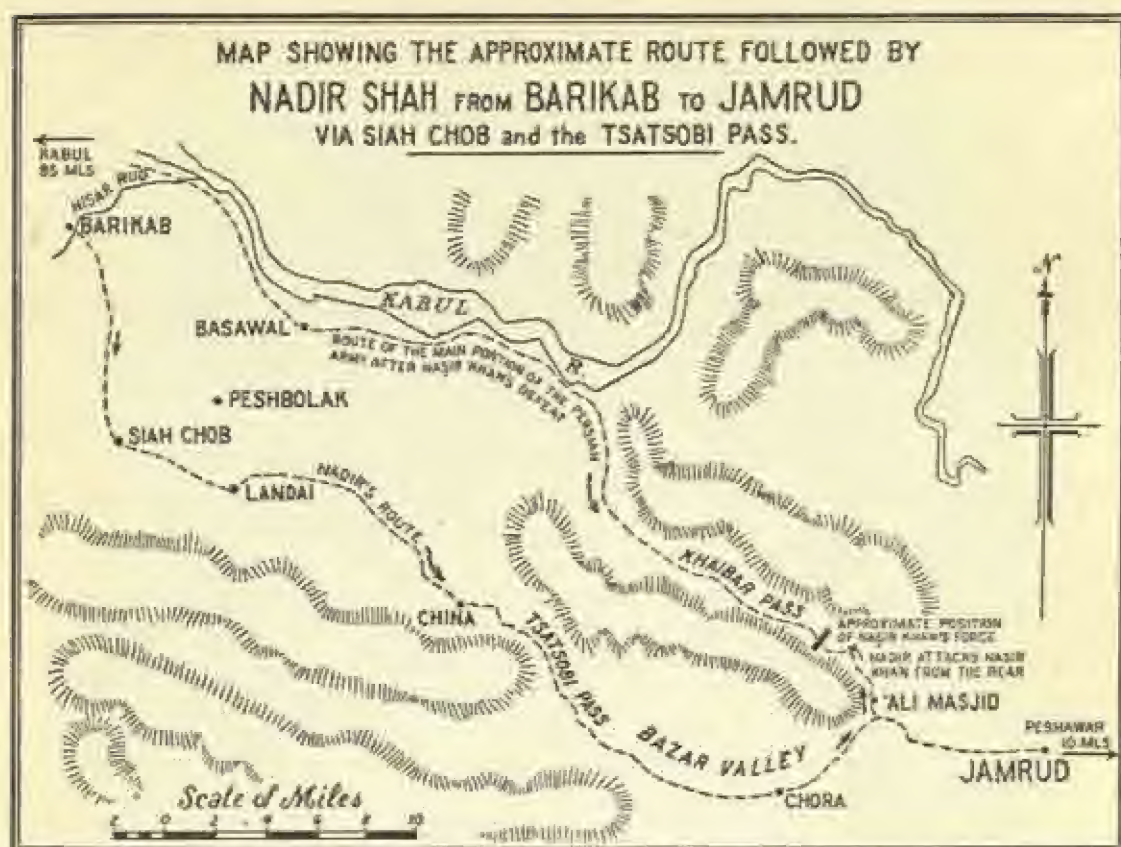 MAP SHOWING THE APPROXIMATE ROUTE FOLLOWED BY
NADIR SHAH FROM BARIKAB TO JAMRUD
VIA SIAH CHOB and the TSATSOBI PASS.
KABUL
85 MLS
HISAR RUD
BARIKAB
KABUL
R.
BASAWAL
ROUTE OF THE MAIN PORTION OF THE PERSIAN
ARMY AFTER NASIR KHAN'S DEFEAT
PESHBOLAK
SIAH CHOB
LANDAI
NADIR'S ROUTE
N
CHINA
TSATSOBI PASS
KHAIBAR PASS
APPROXIMATE POSITION
OF NASIR KHAN'S FORCE
NADIR ATTACKS NASIR
KHAN FROM THE REAR
'ALI MASJID
BAZAR VALLEY
PESHAWAR
10 MLS
JAMRUD
CHORA
Scale of Miles
2 0 2 4 6 8 10